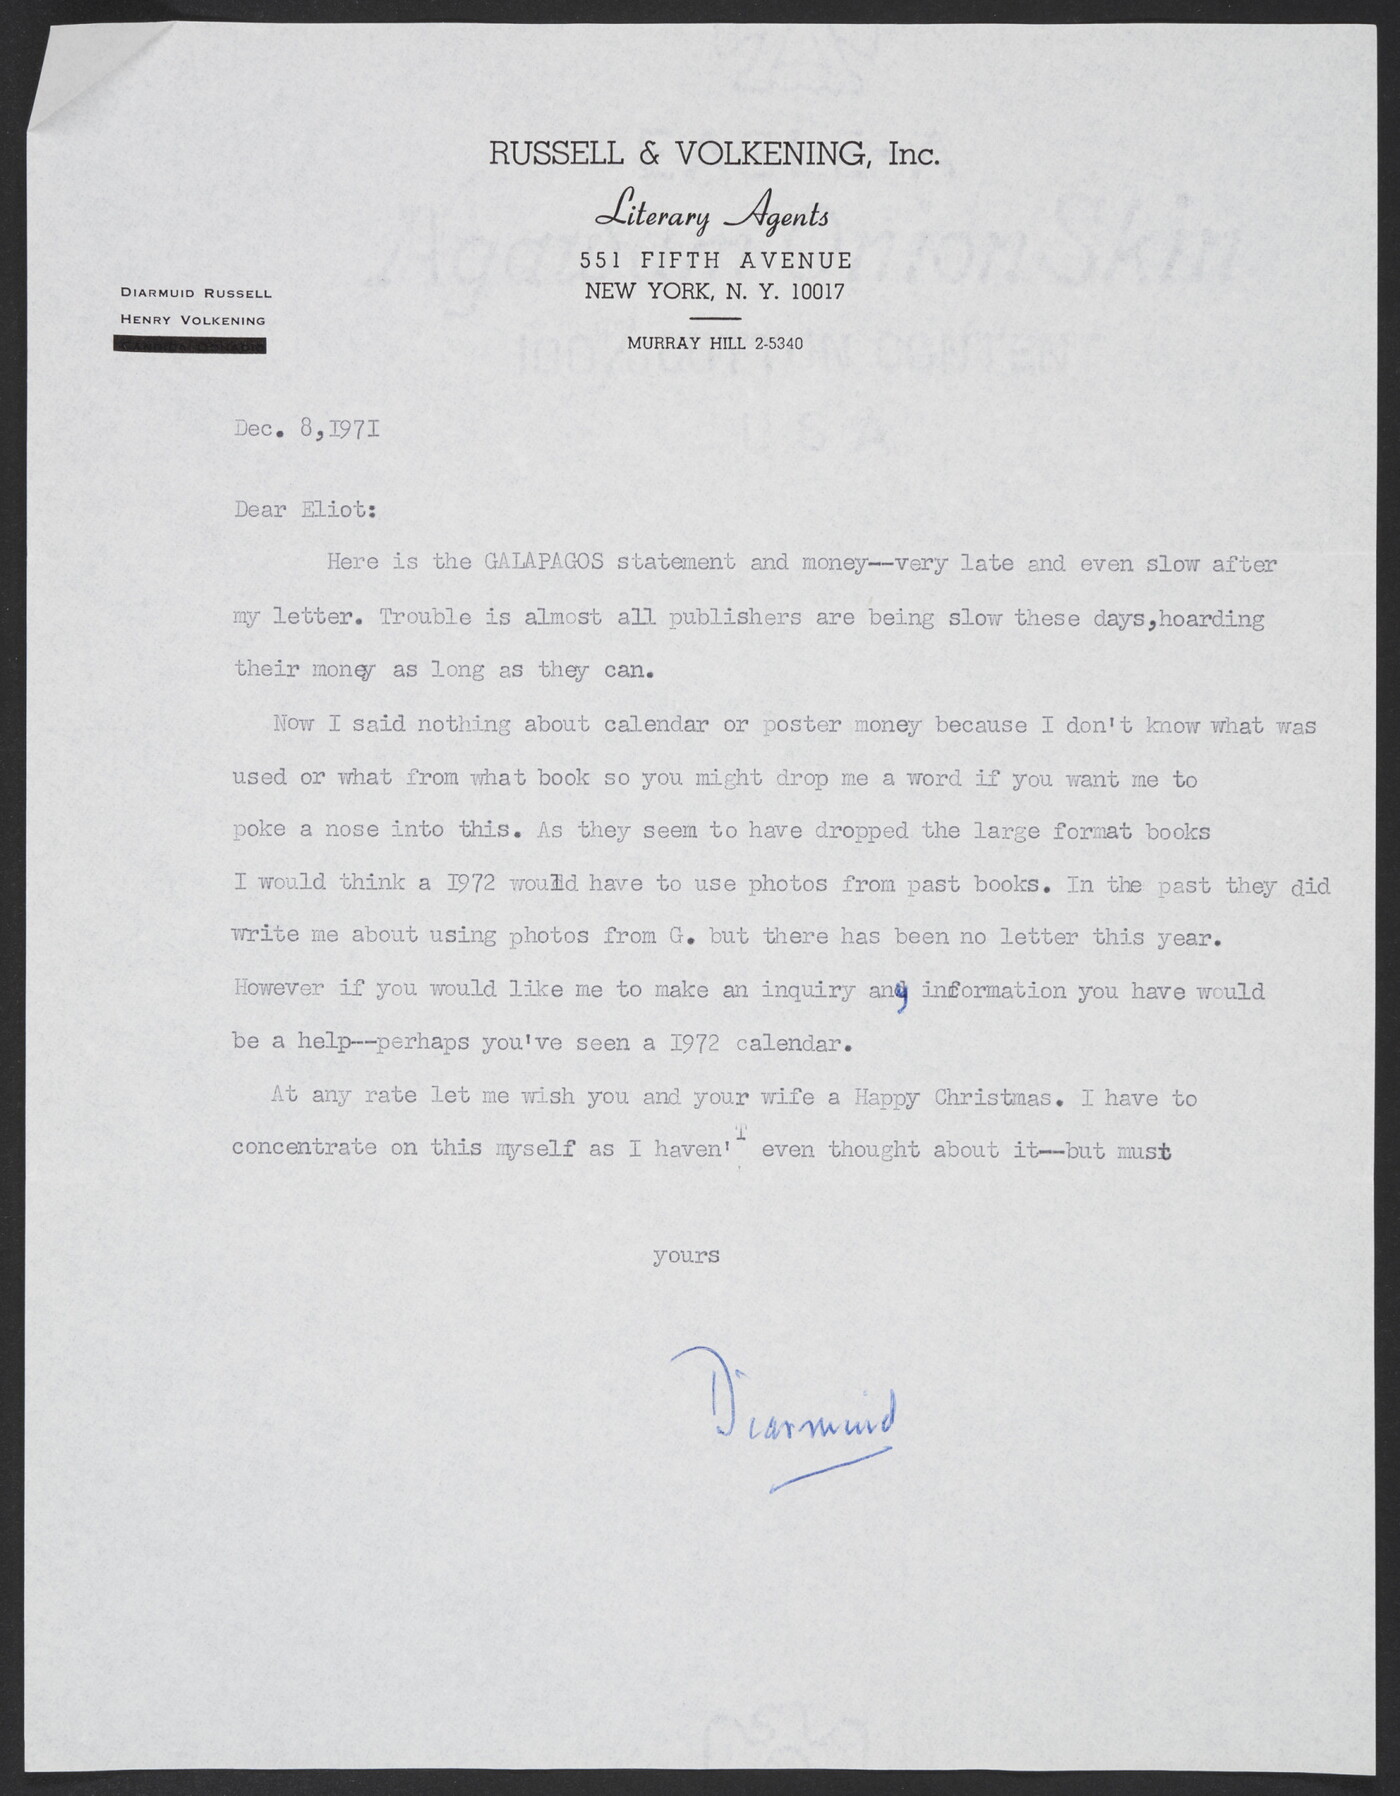 RUSSELL & VOLKENING, Inc.
Literary Agents
551 FIFTH AVENUE
NEW YORK, N. Y. 10017
MURRAY HILL 2-5340
DIARMUID RUSSELL
HENRY VOLKENING
Dec. 8,I97I
Dear Eliot:
Here is the GALAPAGOS statement and money--very late and even slow after
my letter. Trouble is almost all publishers are being slow these days,hoarding
their money as long as they can.
Now I said nothing about calendar or poster money because I don't know what was
used or what from what book so you might drop me a word if you want me to
poke a nose into this. As they seem to have dropped the large format books
I would think a I972 would have to use photos from past books. In the past they did
write me about using photos from G. but there has been no letter this year.
However if you would like me to make an inquiry any information you have would
be a help--perhaps you've seen a I972 calendar.
At any rate let me wish you and your wife a Happy Christmas. I have to
concentrate on this myself as I haven'T even thought about it--but must
yours
Diarmuid